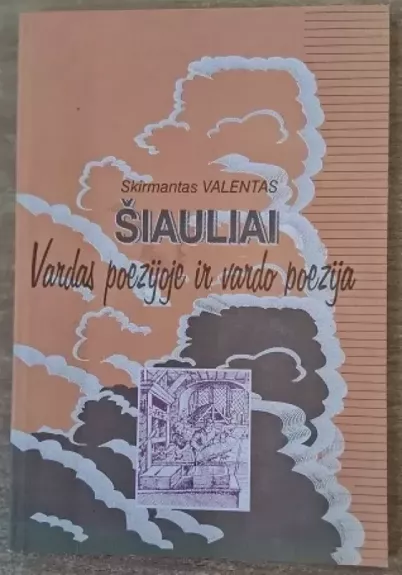 Skirmantas VALENTAS
ŠIAULIAI
Vardas poezijoje ir vardo poezija